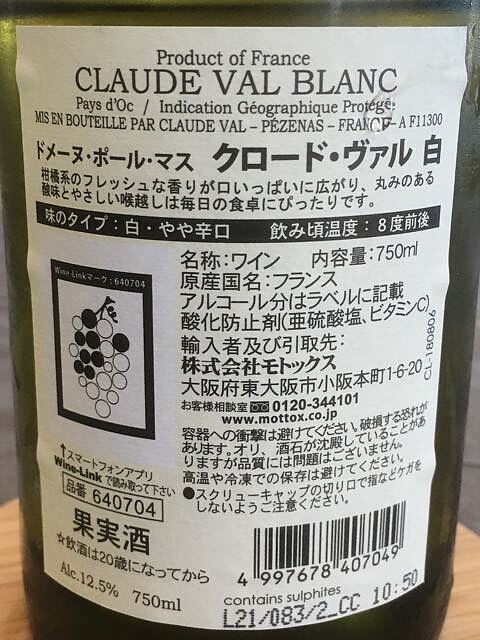 Product of France
CLAUDE VAL BLANC
Pays d'Oc / Indication Géographique Protégé
MIS EN BOUTEILLE PAR CLAUDE VAL – PÉZENAS – FRANCE – A F11300
ドメーヌ・ポール・マス クロード・ヴァル 白
柑橘系のフレッシュな香りが口いっぱいに広がり、丸みのある
酸味とやさしい喉越しは毎日の食卓にぴったりです。
味のタイプ：白・やや辛口 飲み頃温度：８度前後
名称：ワイン 内容量：750ml
原産国名：フランス
アルコール分はラベルに記載
酸化防止剤(亜硫酸塩、ビタミンC)
輸入者及び引取先：
株式会社モトックス
大阪府東大阪市小阪本町1-6-20
お客様相談室 0120-344101
www.mottox.co.jp
CL-180806
容器への衝撃は避けてください。破損する恐れが
あります。オリ、酒石が沈殿していることがあ
りますが品質には問題はございません。
高温や冷凍での保存は避けてください。
●スクリューキャップの切り口で指などケガを
しないようご注意ください。
Wine-Linkマーク：640704
↑スマートフォンアプリ
Wine-Linkで読み取って下さい
品番 640704
果実酒
☆飲酒は20歳になってから
Alc.12.5% 750ml
4 997678 407049
contains sulphites
L21/083/2_CC 10:50